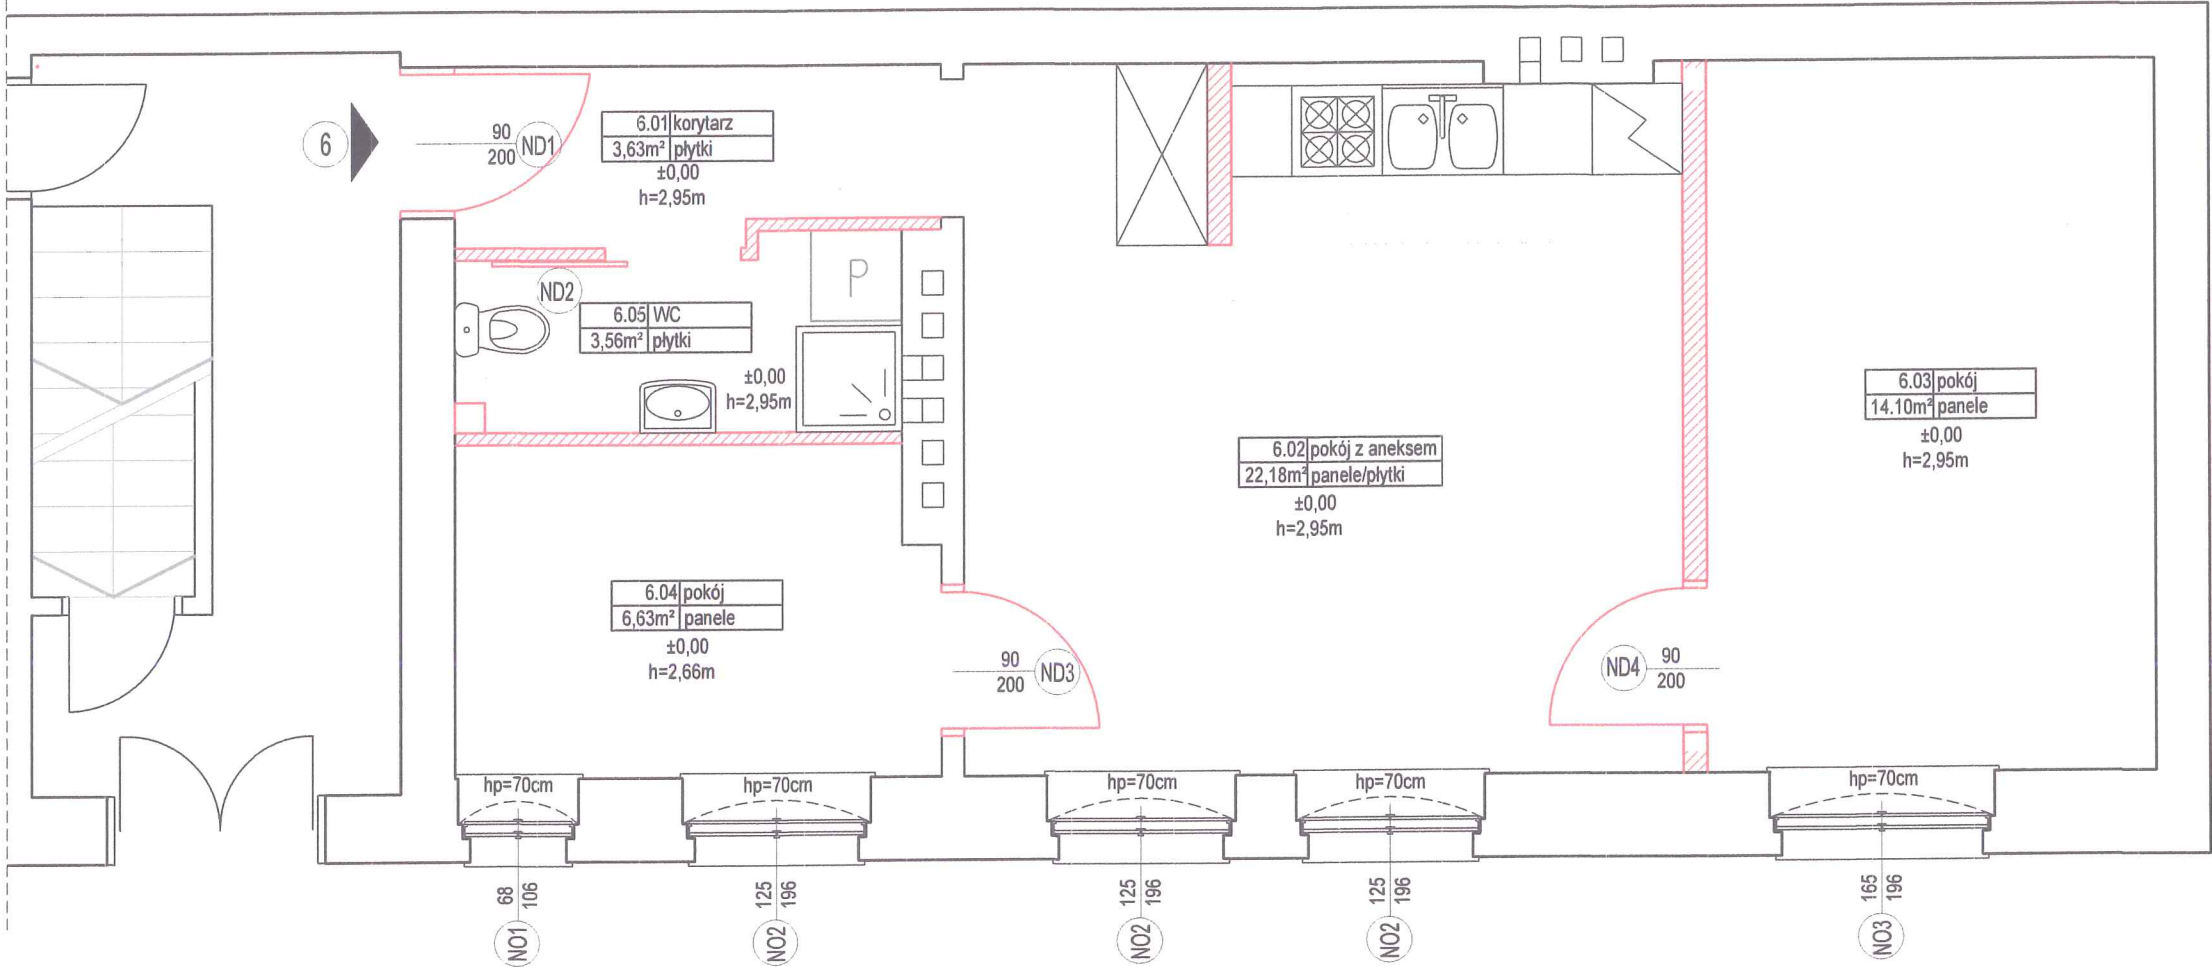 6
90
200
ND1
6.01 korytarz
3,63m² płytki
±0,00
h=2,95m
ND2
P
6.05 WC
3,56m² płytki
±0,00
h=2,95m
6.03 pokój
14.10m² panele
±0,00
h=2,95m
6.02 pokój z aneksem
22,18m² panele/płytki
±0,00
h=2,95m
6.04 pokój
6,63m² panele
±0,00
h=2,66m
90
200
ND3
ND4
90
200
hp=70cm
hp=70cm
hp=70cm
hp=70cm
hp=70cm
68
106
NO1
125
196
NO2
125
196
NO2
125
196
NO2
165
196
NO3